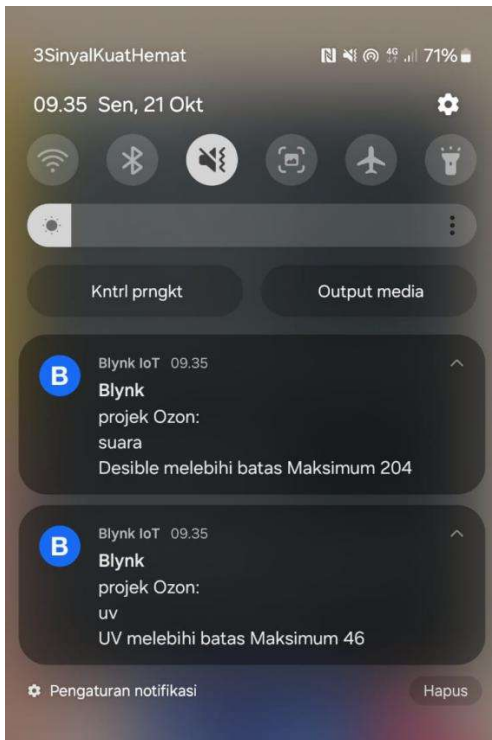 3SinyalKuatHemat 4G 71%
09.35 Sen, 21 Okt
Kntrl prngkt Output media
B Blynk IoT 09.35
Blynk
projek Ozon:
suara
Desible melebihi batas Maksimum 204
B Blynk IoT 09.35
Blynk
projek Ozon:
uv
UV melebihi batas Maksimum 46
Pengaturan notifikasi Hapus